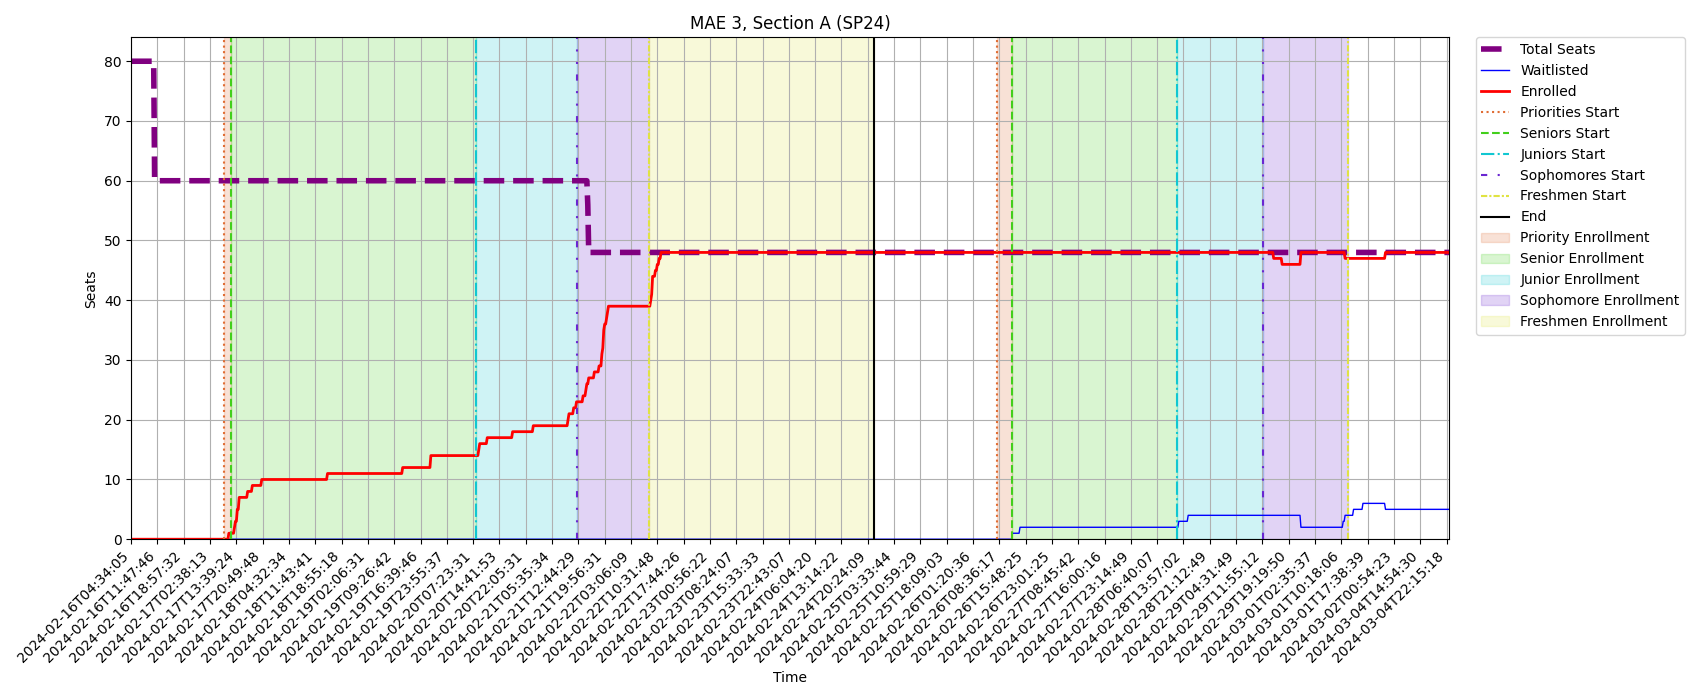 MAE 3, Section A (SP24)
Seats
80
70
60
50
40
30
20
10
0
2024-02-16T04:34:05
2024-02-16T11:47:46
2024-02-16T18:57:32
2024-02-17T02:38:13
2024-02-17T13:39:24
2024-02-17T20:49:48
2024-02-18T04:32:34
2024-02-18T11:43:41
2024-02-18T18:55:18
2024-02-19T02:06:31
2024-02-19T09:26:42
2024-02-19T16:39:46
2024-02-19T23:55:37
2024-02-20T07:23:31
2024-02-20T14:41:53
2024-02-20T22:05:31
2024-02-21T05:35:34
2024-02-21T12:44:29
2024-02-21T19:56:31
2024-02-22T03:06:09
2024-02-22T10:31:48
2024-02-22T17:44:26
2024-02-23T00:56:22
2024-02-23T08:24:07
2024-02-23T15:33:33
2024-02-23T22:43:07
2024-02-24T06:04:20
2024-02-24T13:14:22
2024-02-24T20:24:09
2024-02-25T03:33:44
2024-02-25T10:59:29
2024-02-25T18:09:03
2024-02-26T01:20:36
2024-02-26T08:36:17
2024-02-26T15:48:25
2024-02-26T23:01:25
2024-02-27T08:45:42
2024-02-27T16:00:16
2024-02-27T23:14:49
2024-02-28T06:40:07
2024-02-28T13:57:02
2024-02-28T21:12:49
2024-02-29T04:31:49
2024-02-29T11:55:12
2024-02-29T19:19:50
2024-03-01T02:35:37
2024-03-01T10:18:06
2024-03-01T17:38:39
2024-03-02T00:54:23
2024-03-04T14:54:30
2024-03-04T22:15:18
Time
Total Seats
Waitlisted
Enrolled
Priorities Start
Seniors Start
Juniors Start
Sophomores Start
Freshmen Start
End
Priority Enrollment
Senior Enrollment
Junior Enrollment
Sophomore Enrollment
Freshmen Enrollment